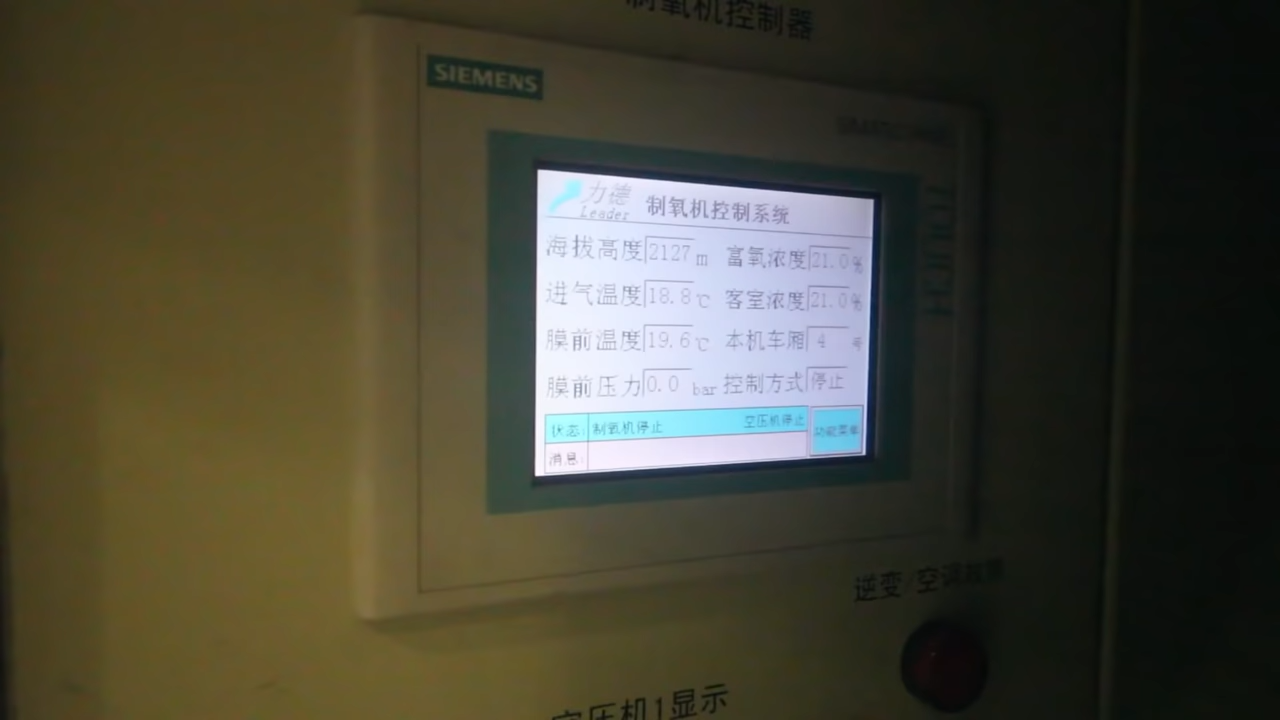 制氧机控制器
SIEMENS
TOUCH
力德
Leader
制氧机控制系统
海拔高度 2127 m 富氧浓度 21.0 %
进气温度 18.8 ℃ 客室浓度 21.0 %
膜前温度 19.6 ℃ 本机车厢 4 号
膜前压力 0.0 bar 控制方式 停止
状态: 制氧机停止 空压机停止 功能菜单
消息:
逆变/空调
空压机1显示